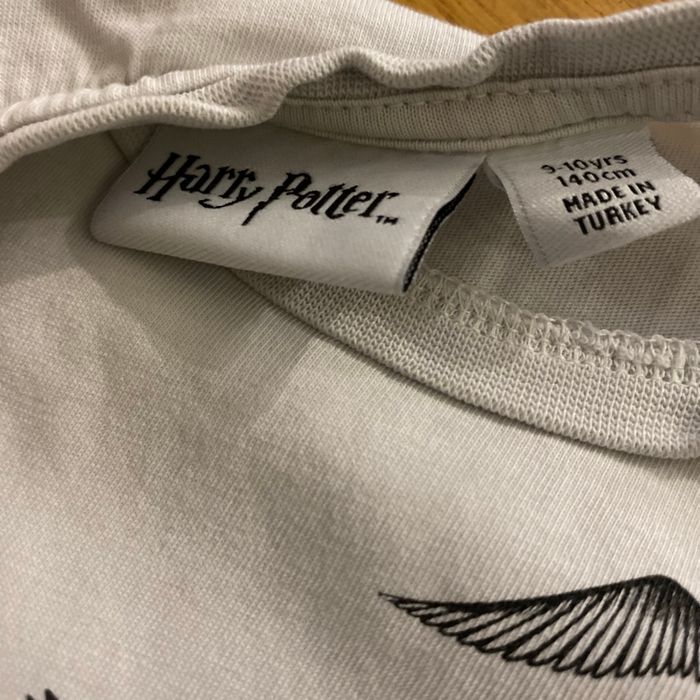 Harry Potter™
9-10yrs
140cm
MADE IN
TURKEY